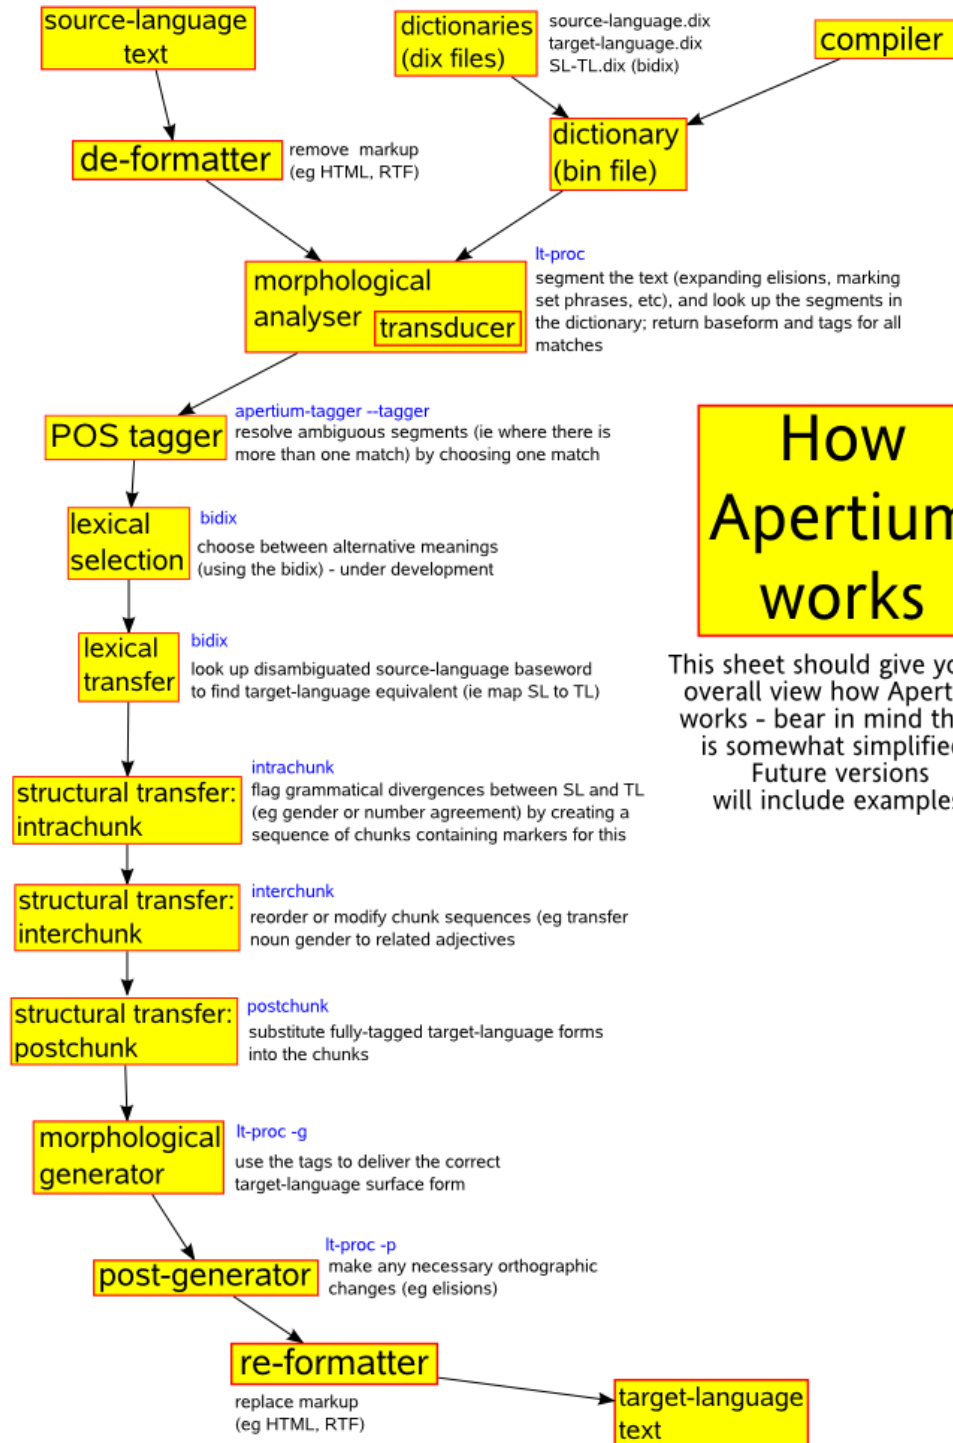 source-language
text
dictionaries
(dix files)
source-language.dix
target-language.dix
SL-TL.dix (bidix)
compiler
de-formatter
remove markup
(eg HTML, RTF)
dictionary
(bin file)
morphological
analyser
transducer
lt-proc
segment the text (expanding elisions, marking
set phrases, etc), and look up the segments in
the dictionary; return baseform and tags for all
matches
POS tagger
apertium-tagger --tagger
resolve ambiguous segments (ie where there is
more than one match) by choosing one match
How
Apertium
works
This sheet should give yo
overall view how Apert
works - bear in mind th
is somewhat simplifie
Future versions
will include examples
lexical
selection
bidix
choose between alternative meanings
(using the bidix) - under development
lexical
transfer
bidix
look up disambiguated source-language baseword
to find target-language equivalent (ie map SL to TL)
structural transfer:
intrachunk
intrachunk
flag grammatical divergences between SL and TL
(eg gender or number agreement) by creating a
sequence of chunks containing markers for this
structural transfer:
interchunk
interchunk
reorder or modify chunk sequences (eg transfer
noun gender to related adjectives
structural transfer:
postchunk
postchunk
substitute fully-tagged target-language forms
into the chunks
morphological
generator
lt-proc -g
use the tags to deliver the correct
target-language surface form
post-generator
lt-proc -p
make any necessary orthographic
changes (eg elisions)
re-formatter
replace markup
(eg HTML, RTF)
target-language
text